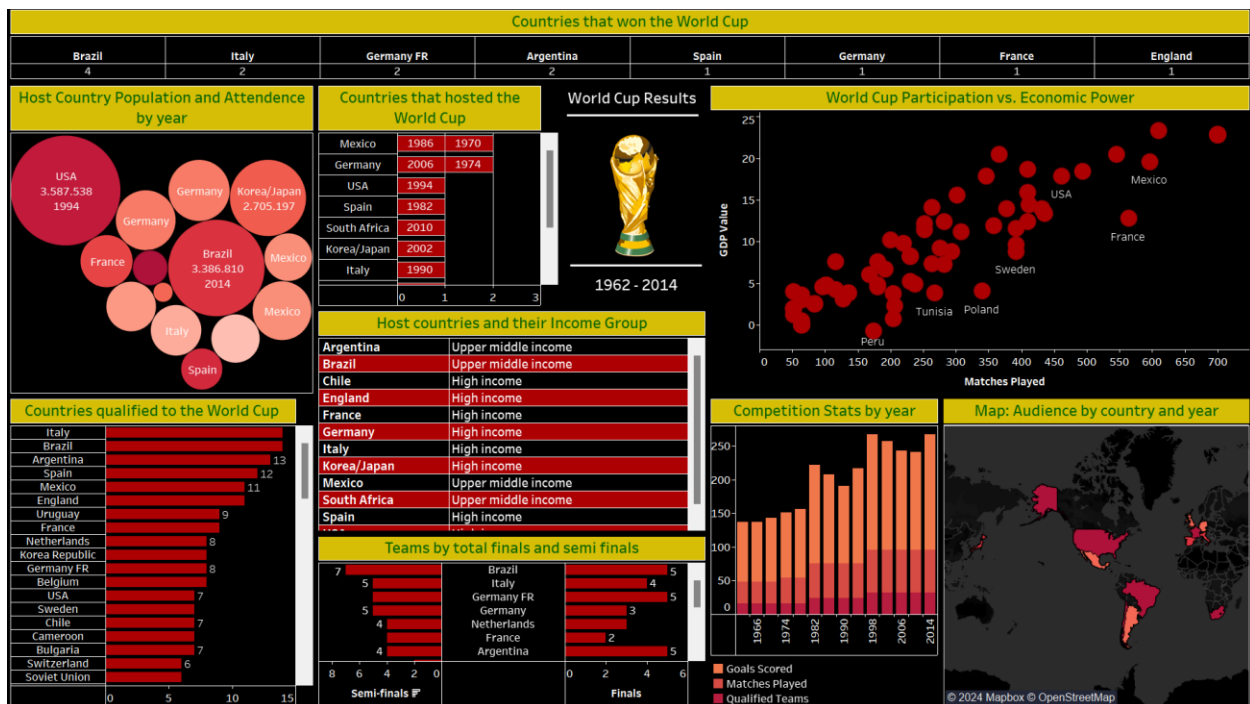 Countries that won the World Cup
Brazil Italy Germany FR Argentina Spain Germany France England
4 2 2 2 1 1 1 1
Host Country Population and Attendence
by year
USA
3.587.538
1994
Germany
Korea/Japan
2.705.197
Germany
France
Brazil
3.386.810
2014
Mexico
Mexico
Italy
Spain
Countries that hosted the
World Cup
Mexico 1986 1970
Germany 2006 1974
USA 1994
Spain 1982
South Africa 2010
Korea/Japan 2002
Italy 1990
0 1 2 3
World Cup Results
1962 - 2014
World Cup Participation vs. Economic Power
GDP Value
25
20
15
10
5
0
USA
Mexico
France
Sweden
Tunisia
Poland
Peru
0 50 100 150 200 250 300 350 400 450 500 550 600 650 700
Matches Played
Host countries and their Income Group
Argentina Upper middle income
Brazil Upper middle income
Chile High income
England High income
France High income
Germany High income
Italy High income
Korea/Japan High income
Mexico Upper middle income
South Africa Upper middle income
Spain High income
Countries qualified to the World Cup
Italy
Brazil
Argentina 13
Spain 12
Mexico 11
England
Uruguay 9
France
Netherlands 8
Korea Republic
Germany FR 8
Belgium
USA 7
Sweden
Chile 7
Cameroon
Bulgaria 7
Switzerland 6
Soviet Union
0 5 10 15
Teams by total finals and semi finals
7 Brazil 5
5 Italy 4
Germany FR 5
5 Germany 3
4 Netherlands
France 2
4 Argentina 5
8 6 4 2 0 0 2 4 6
Semi-finals Finals
Competition Stats by year
250
200
150
100
50
0
1966 1974 1982 1990 1998 2006 2014
Goals Scored
Matches Played
Qualified Teams
Map: Audience by country and year
© 2024 Mapbox © OpenStreetMap